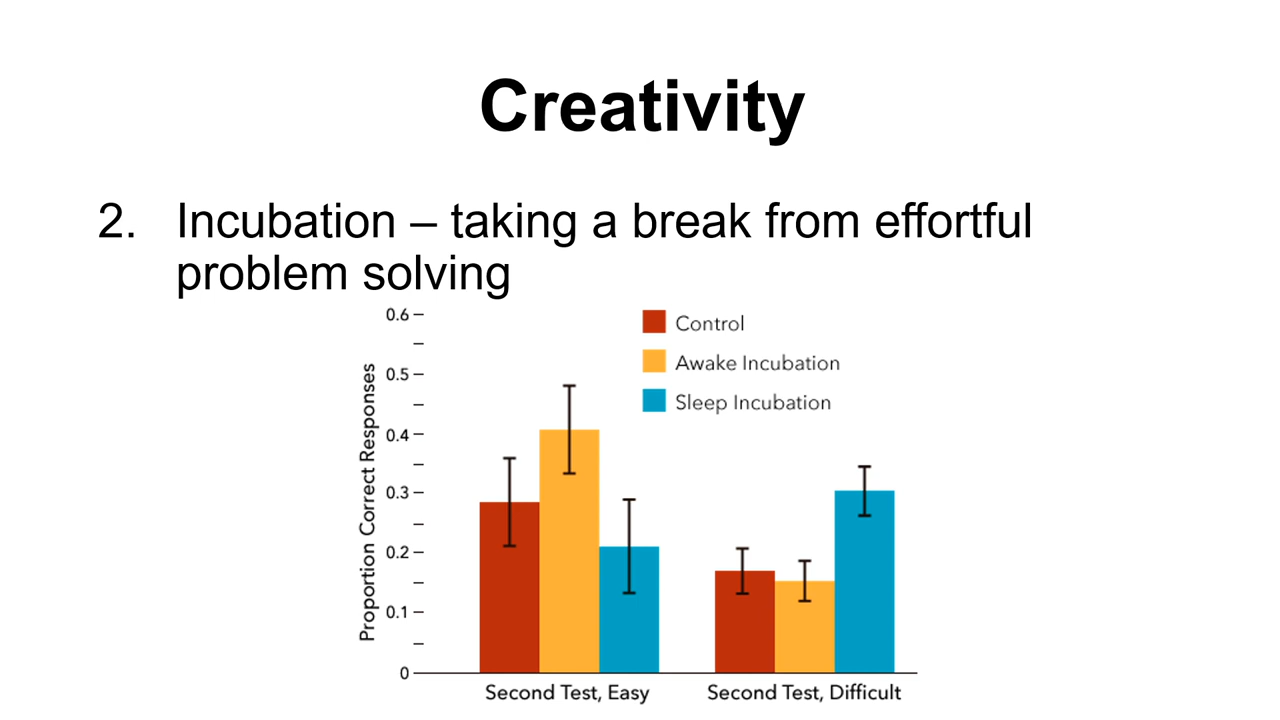 Creativity
2. Incubation – taking a break from effortful
problem solving
0.6
0.5
0.4
0.3
0.2
0.1
0
Proportion Correct Responses
Control
Awake Incubation
Sleep Incubation
Second Test, Easy
Second Test, Difficult